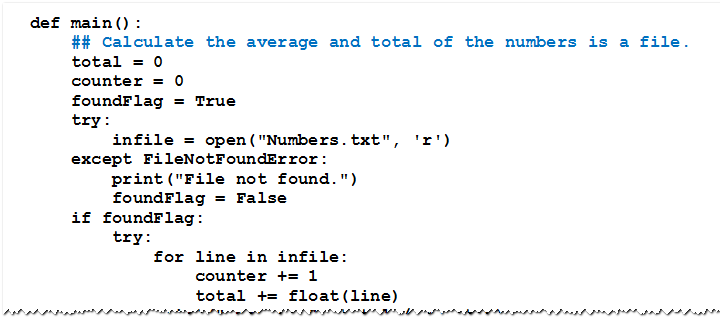 def main():
    ## Calculate the average and total of the numbers is a file.
    total = 0
    counter = 0
    foundFlag = True
    try:
        infile = open("Numbers.txt", 'r')
    except FileNotFoundError:
        print("File not found.")
        foundFlag = False
    if foundFlag:
        try:
            for line in infile:
                counter += 1
                total += float(line)